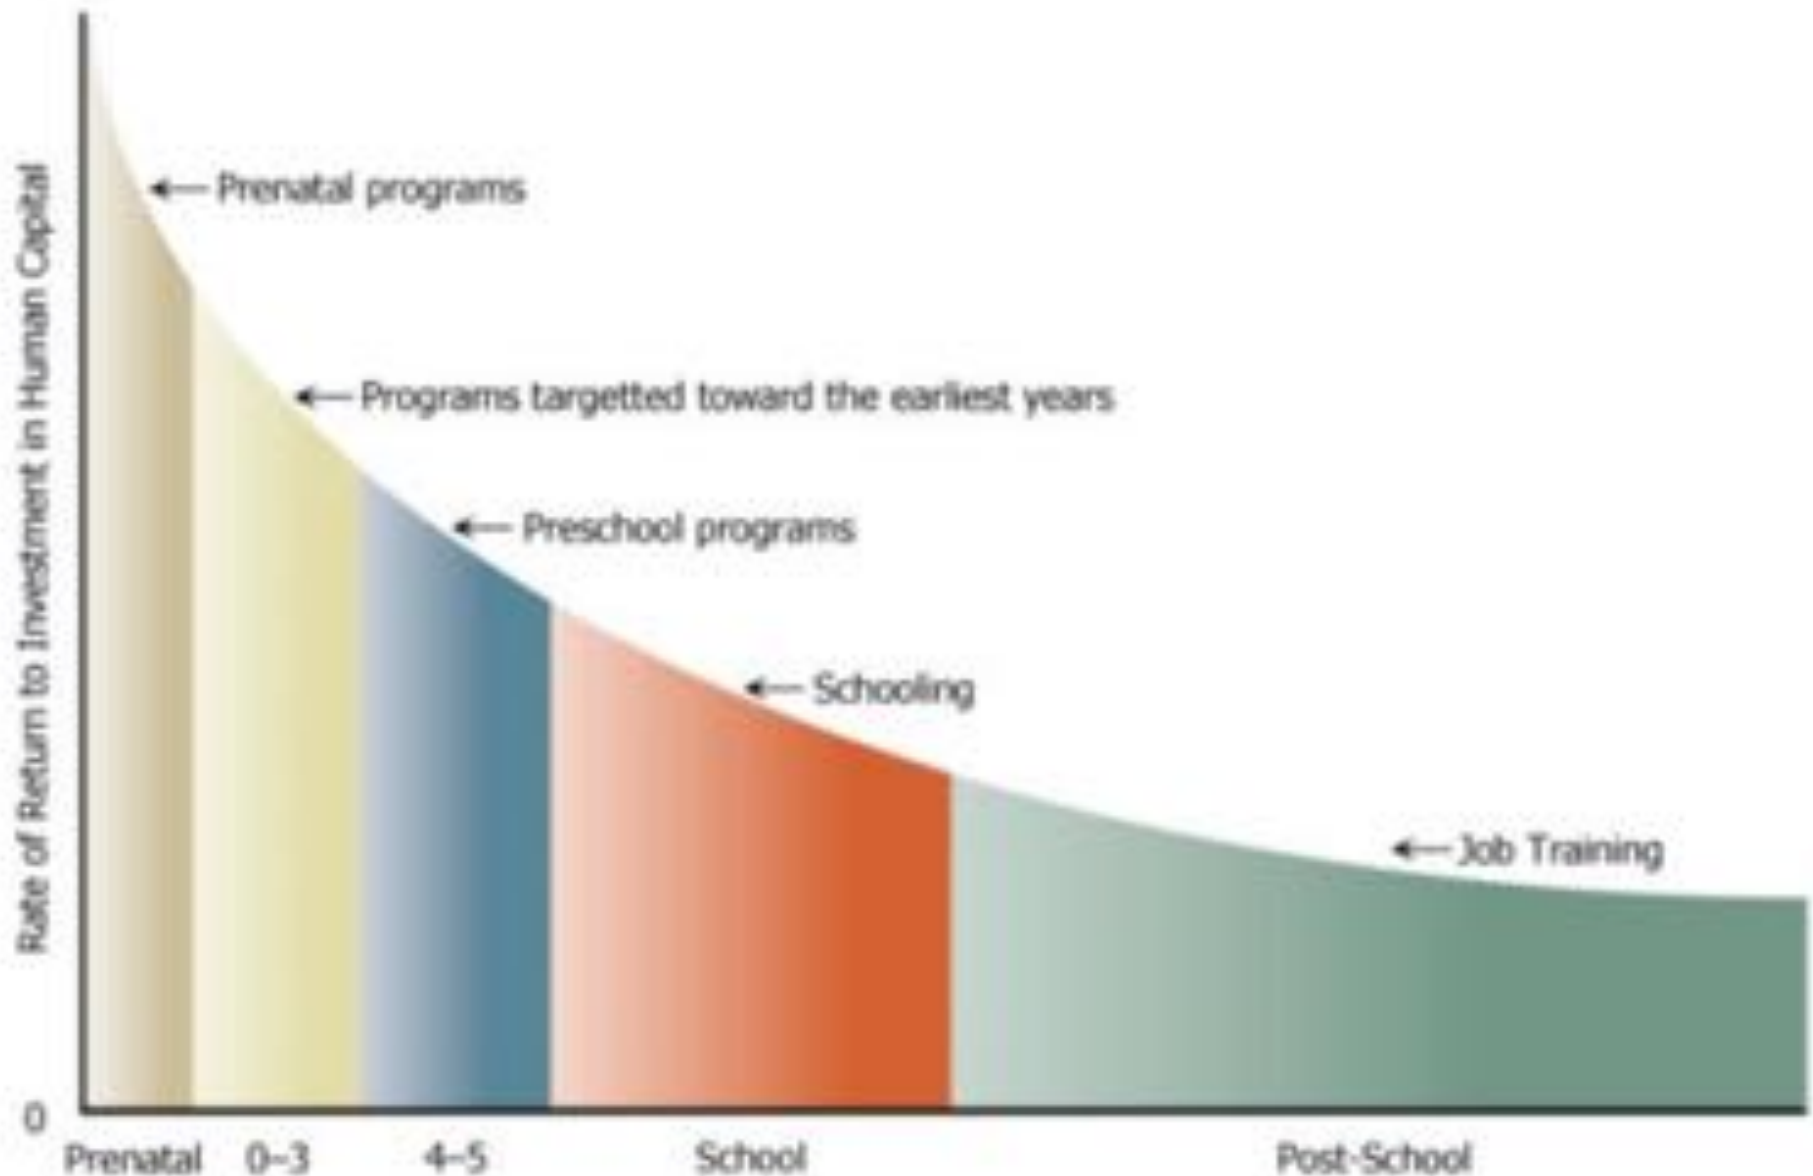 Rate of Return to Investment in Human Capital
Prenatal programs
Programs targetted toward the earliest years
Preschool programs
Schooling
Job Training
0
Prenatal 0–3 4–5 School Post-School